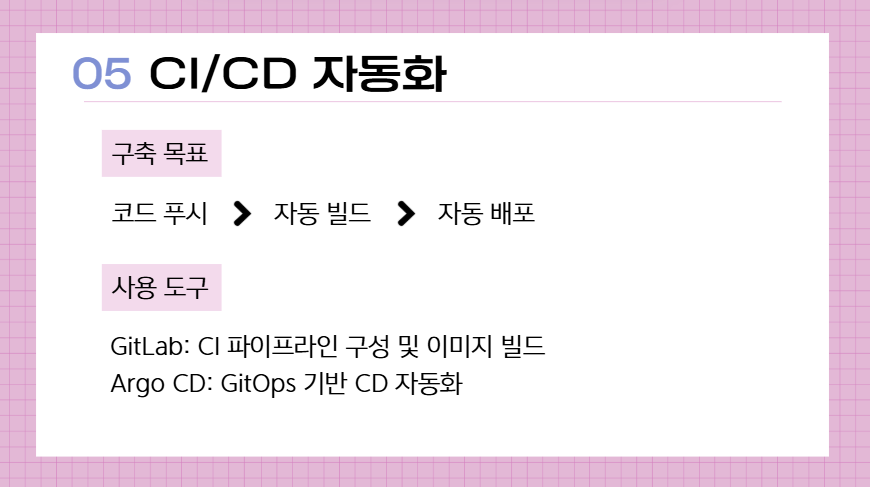 05 CI/CD 자동화
구축 목표
코드 푸시 > 자동 빌드 > 자동 배포
사용 도구
GitLab: CI 파이프라인 구성 및 이미지 빌드
Argo CD: GitOps 기반 CD 자동화